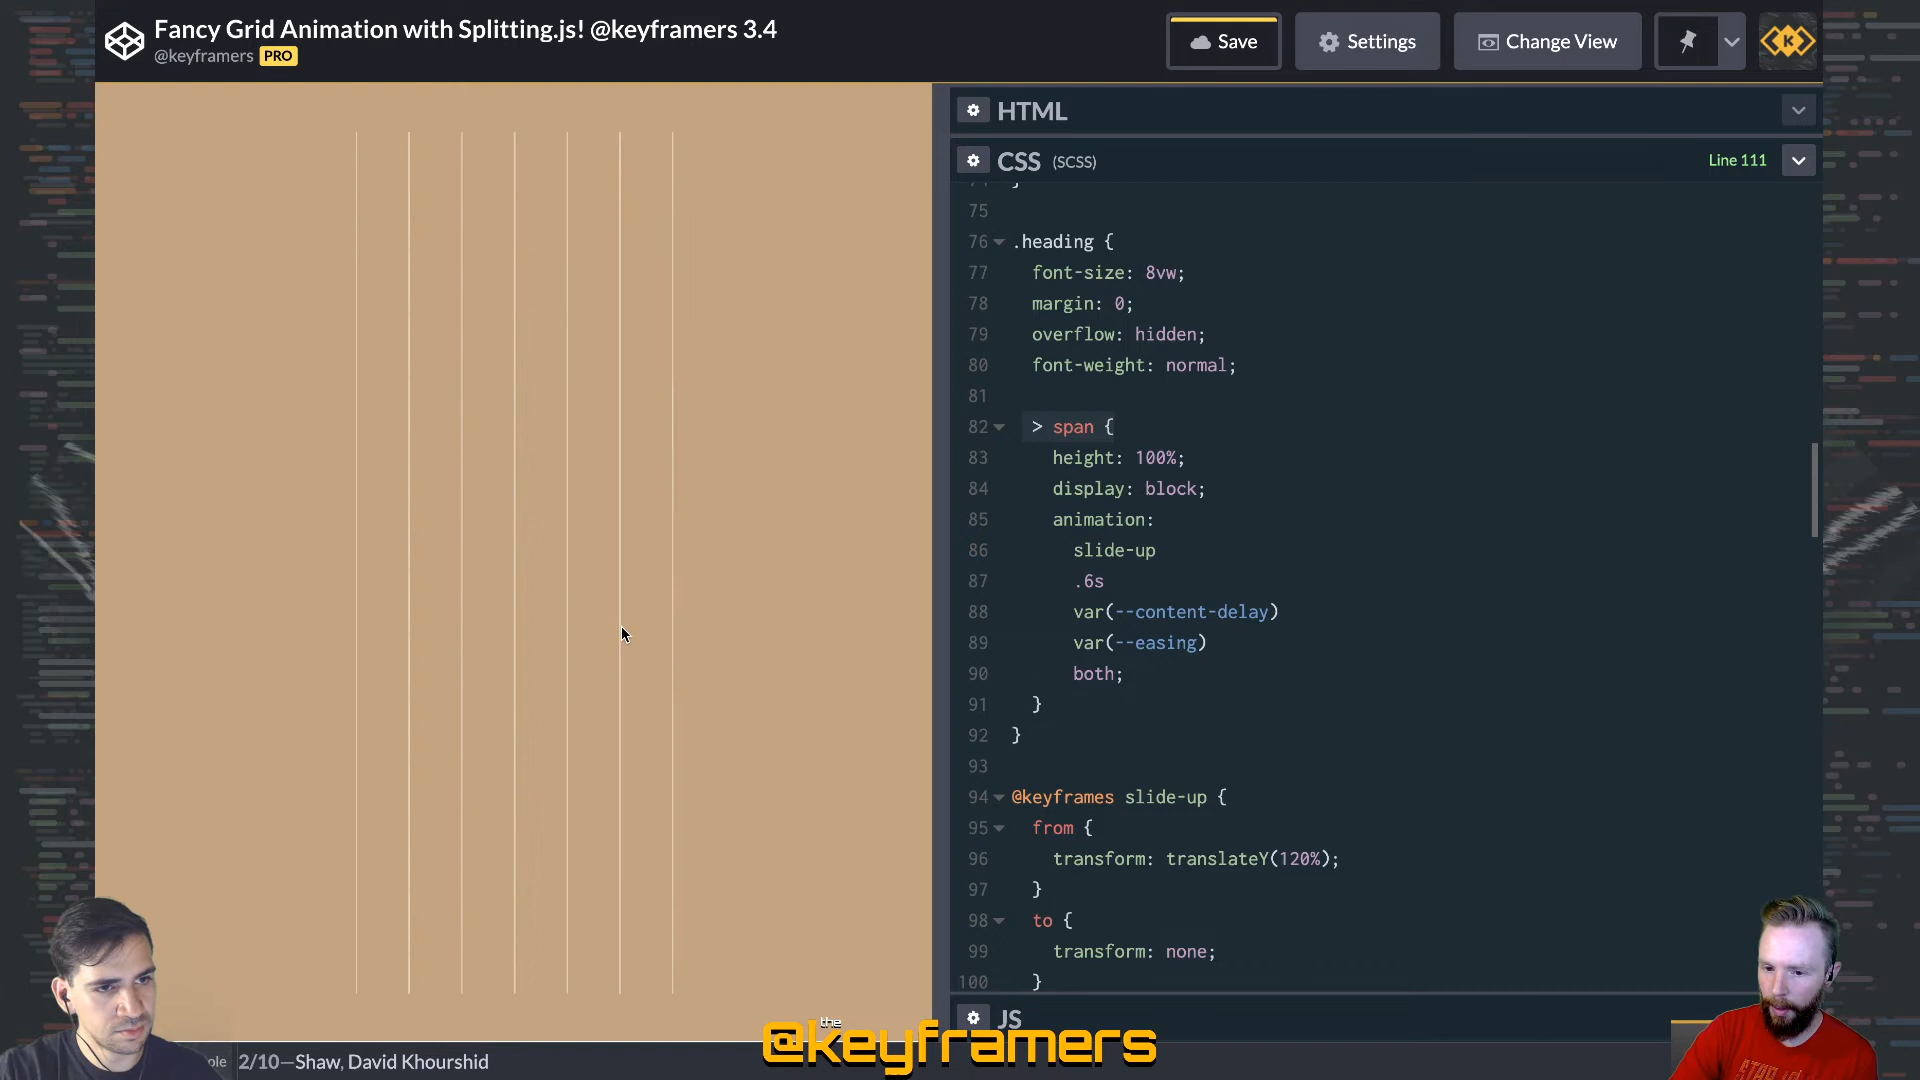 Fancy Grid Animation with Splitting.js! @keyframers 3.4
@keyframers PRO
Save
Settings
Change View
K
HTML
CSS (SCSS)
Line 111
75
76 .heading {
77 font-size: 8vw;
78 margin: 0;
79 overflow: hidden;
80 font-weight: normal;
81
82 > span {
83 height: 100%;
84 display: block;
85 animation:
86 slide-up
87 .6s
88 var(--content-delay)
89 var(--easing)
90 both;
91 }
92 }
93
94 @keyframes slide-up {
95 from {
96 transform: translateY(120%);
97 }
98 to {
99 transform: none;
100 }
JS
the
@keyframers
ole 2/10—Shaw, David Khourshid